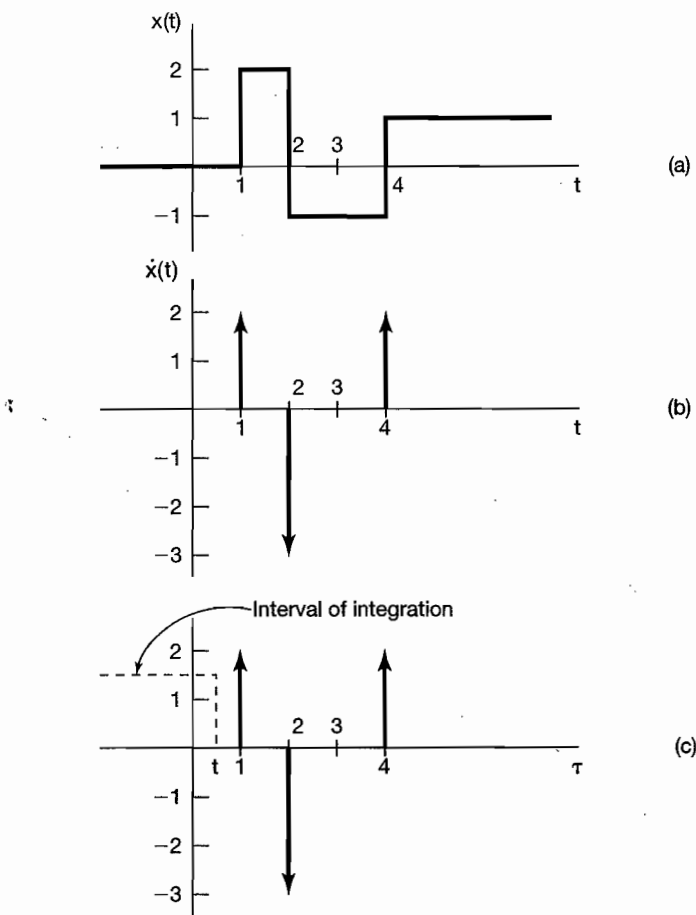 x(t)
2
1
2 3
1 4 t
−1
(a)
ẋ(t)
2
1
2 3
1 4 t
−1
−2
−3
(b)
Interval of integration
2
1
2 3
t 1 4 τ
−1
−2
−3
(c)